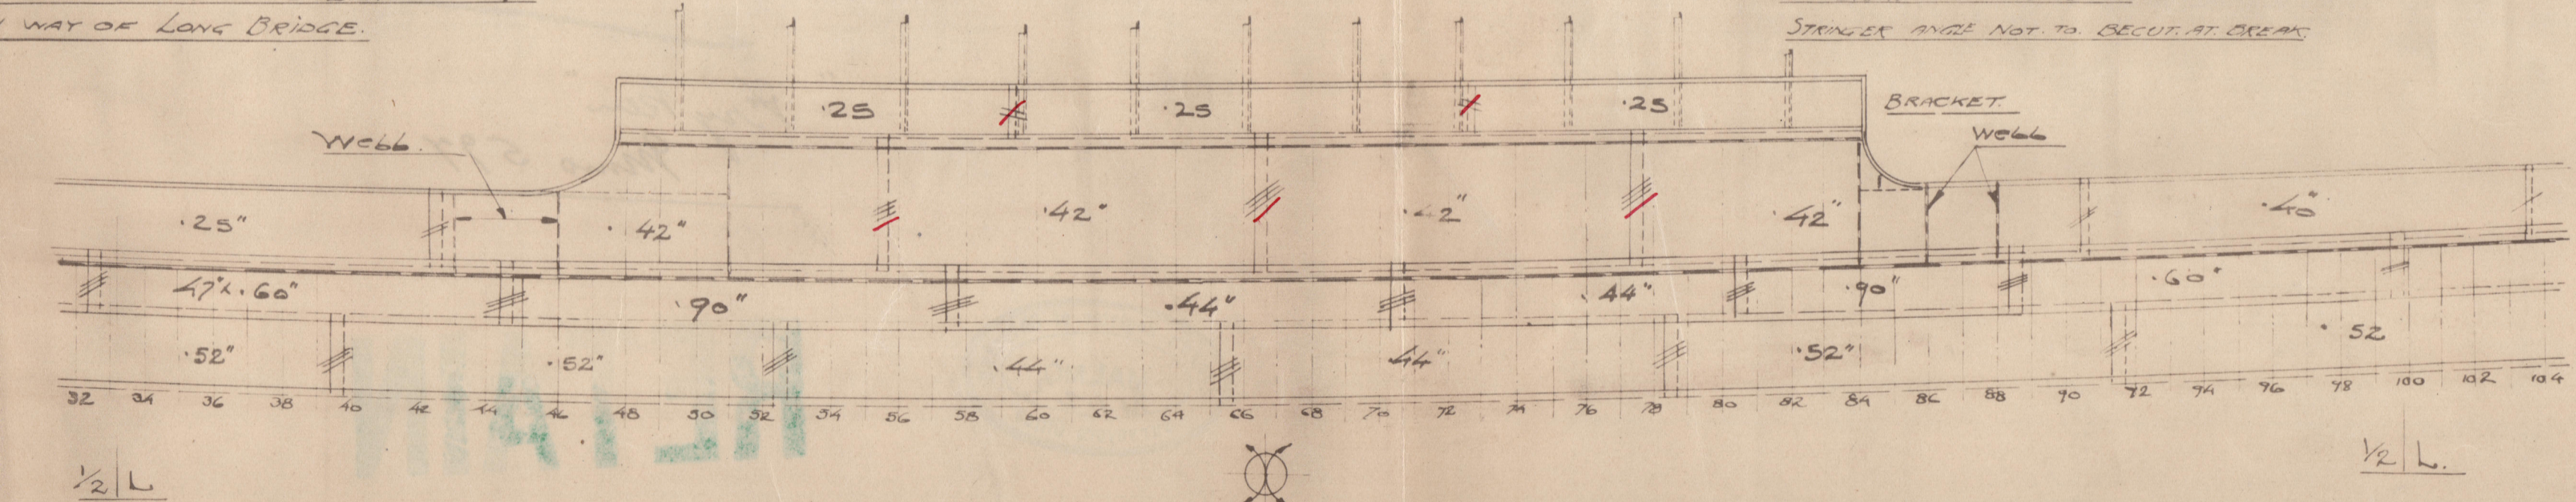 WAY OF LONG BRIDGE.
STRINGER ANGLE NOT. TO. BECUT. AT. BREAK.
·25 ·25 ·25
BRACKET.
Webb. Webb
·25" ·42" ·42" ·42" ·42" ·40"
47"x·60" ·90" ·44" ·44" ·90" ·60"
·52" ·52" ·44" ·44" ·52" ·52
32 34 36 38 40 42 44 46 48 50 52 54 56 58 60 62 64 66 68 70 72 74 76 78 80 82 84 86 88 90 92 94 96 98 100 102 104
1/2 L 1/2 L.